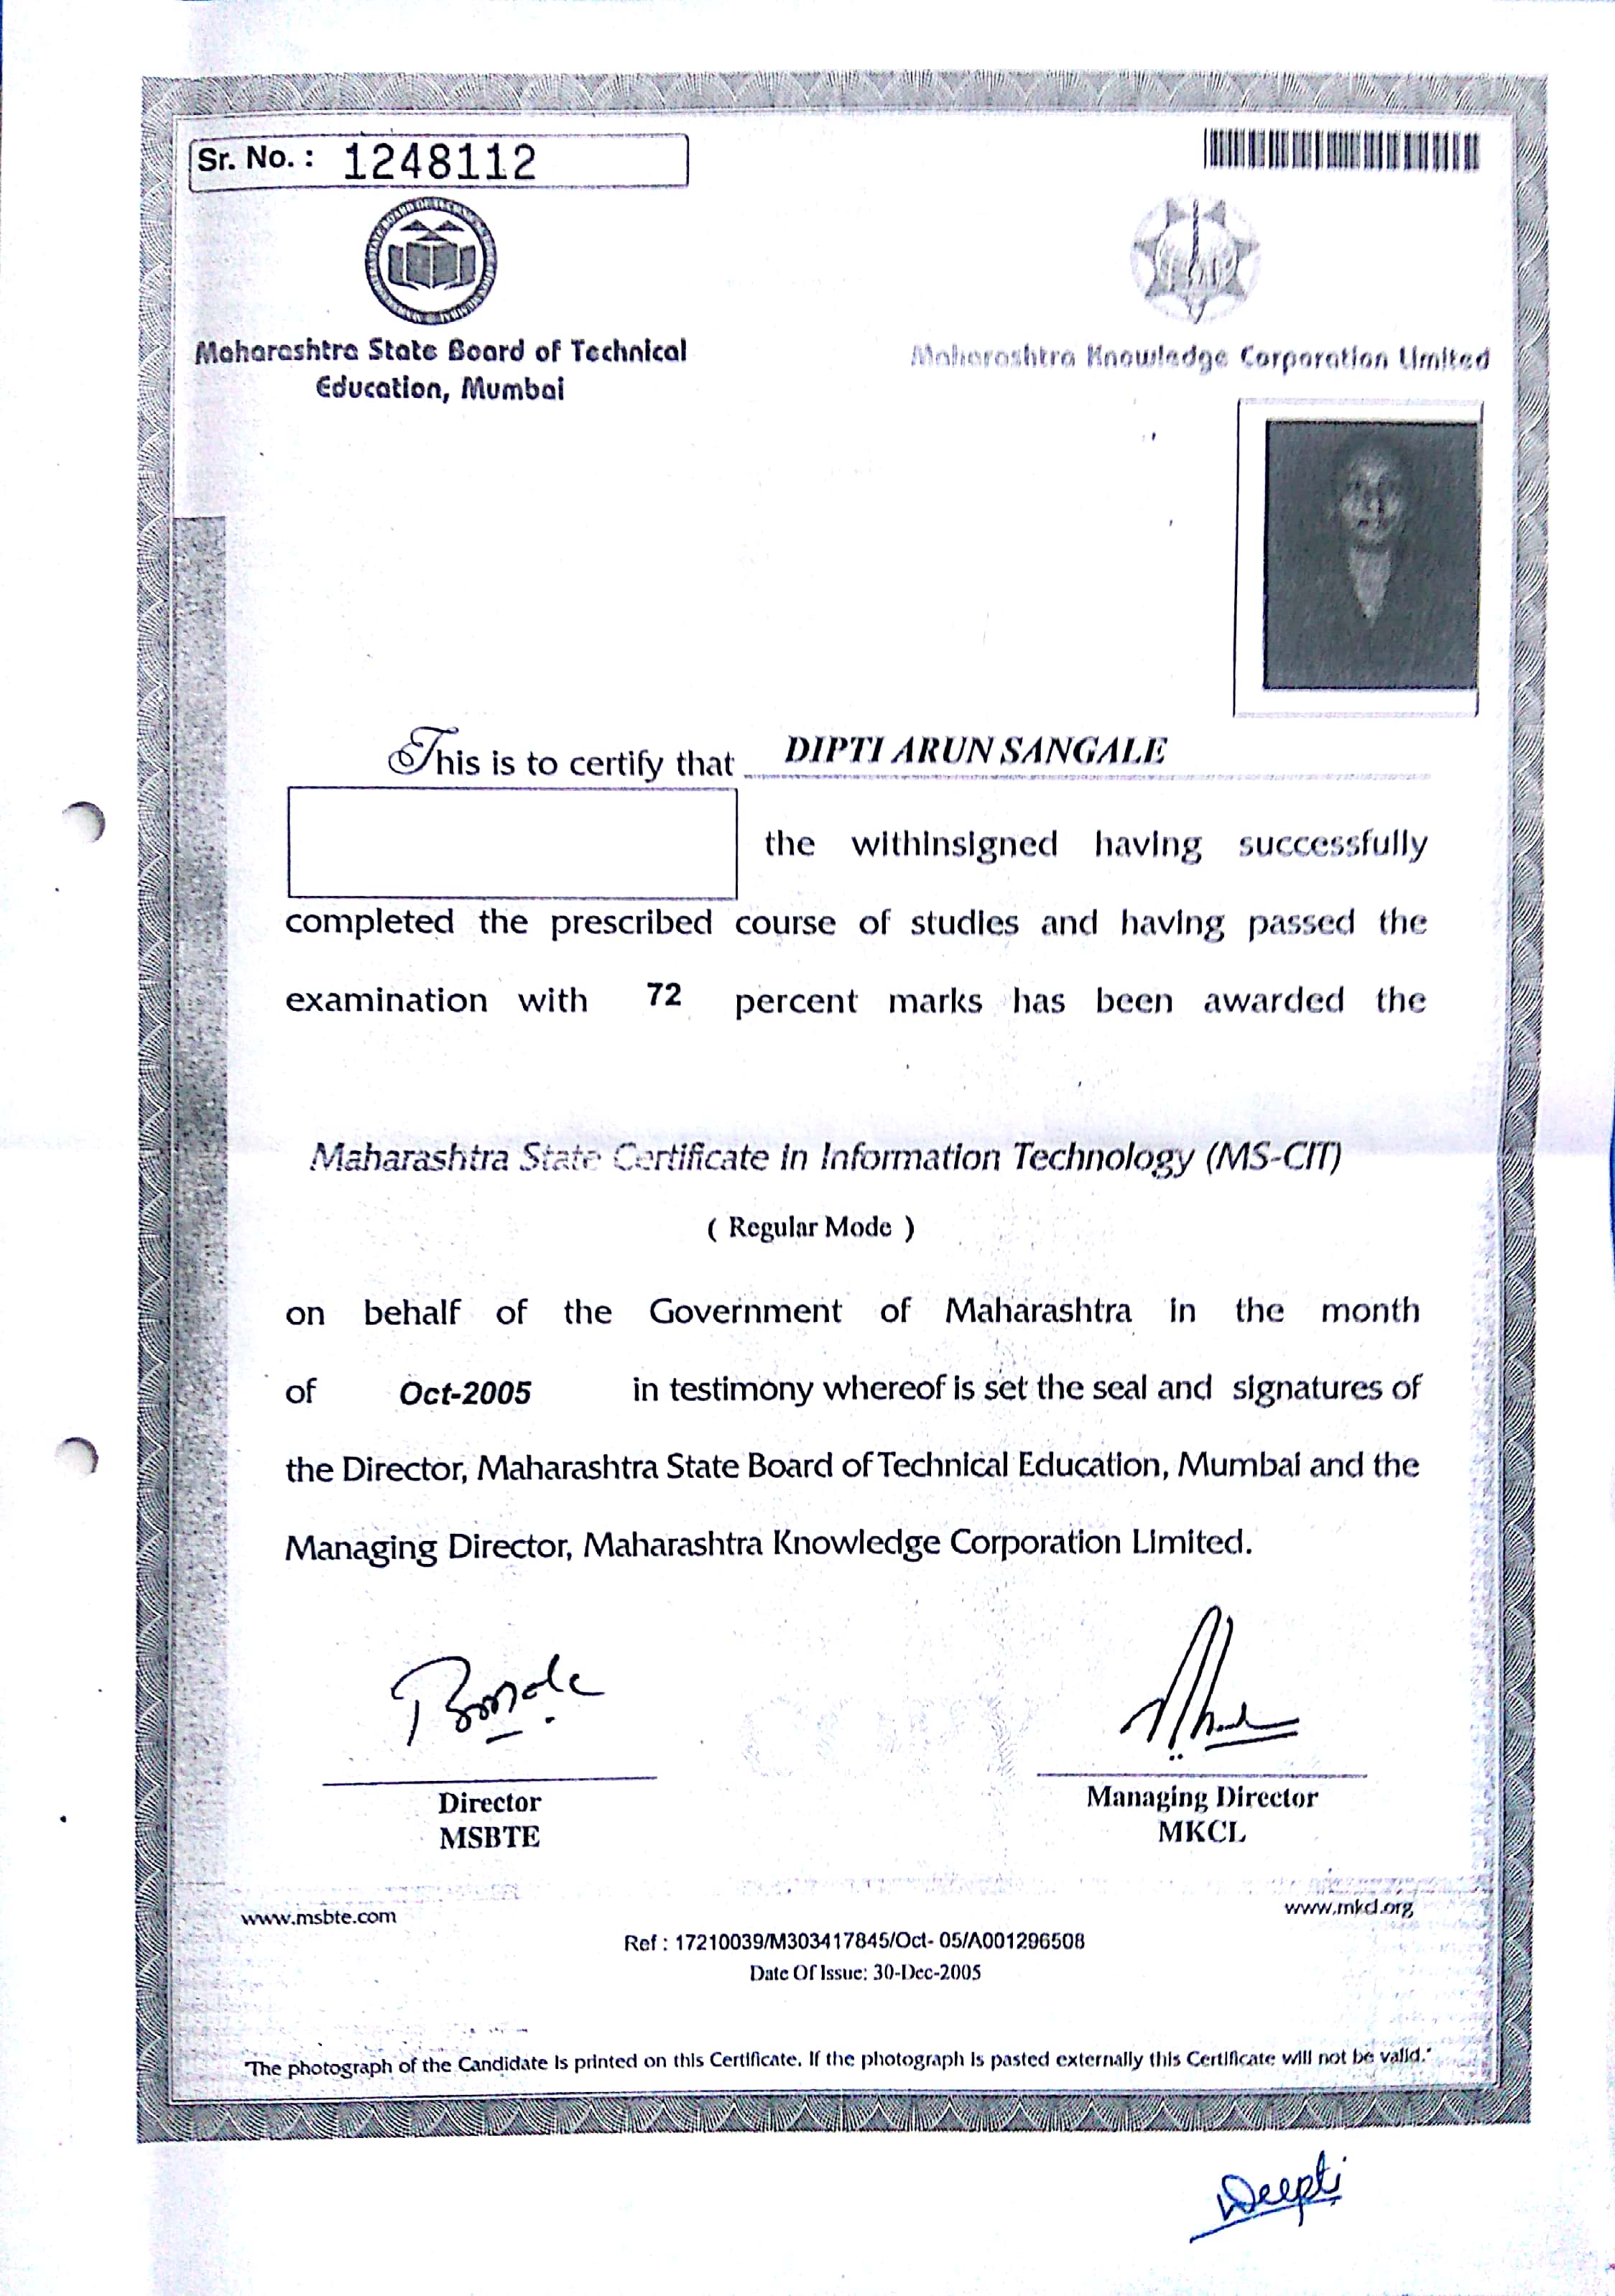 Sr. No. : 1248112
Maharashtra State Board of Technical
Education, Mumbai
Maharashtra Knowledge Corporation Limited
This is to certify that DIPTI ARUN SANGALE
the withinsigned having successfully
completed the prescribed course of studies and having passed the
examination with 72 percent marks has been awarded the
Maharashtra State Certificate in Information Technology (MS-CIT)
( Regular Mode )
on behalf of the Government of Maharashtra in the month
of Oct-2005 in testimony whereof is set the seal and signatures of
the Director, Maharashtra State Board of Technical Education, Mumbai and the
Managing Director, Maharashtra Knowledge Corporation Limited.
Director
MSBTE
Managing Director
MKCL
www.msbte.com
www.mkcl.org
Ref : 17210039/M303417845/Oct- 05/A001296508
Date Of Issue: 30-Dec-2005
"The photograph of the Candidate is printed on this Certificate. If the photograph is pasted externally this Certificate will not be valid."
Deepti